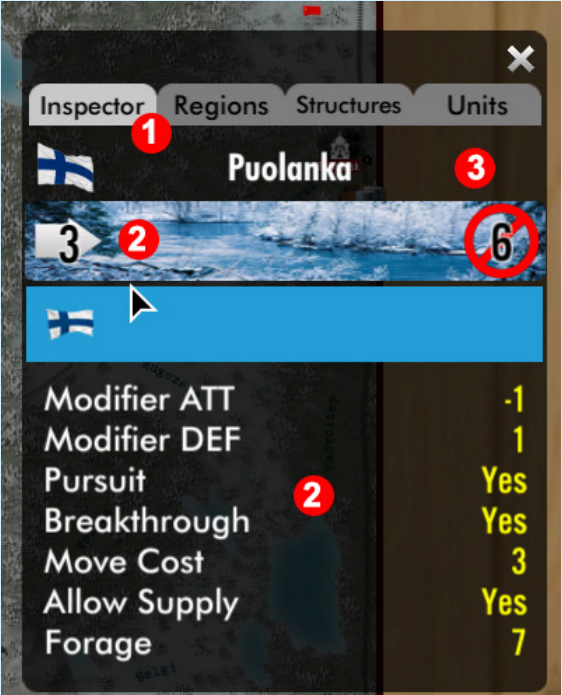 Inspector Regions Structures Units
1
Puolanka 3
3 2 6
Modifier ATT -1
Modifier DEF 1
Pursuit Yes
2
Breakthrough Yes
Move Cost 3
Allow Supply Yes
Forage 7
Selgi